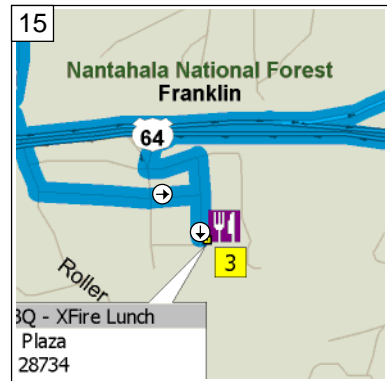 15
Nantahala National Forest
Franklin
64
3
Roller
BQ - XFire Lunch
Plaza
28734